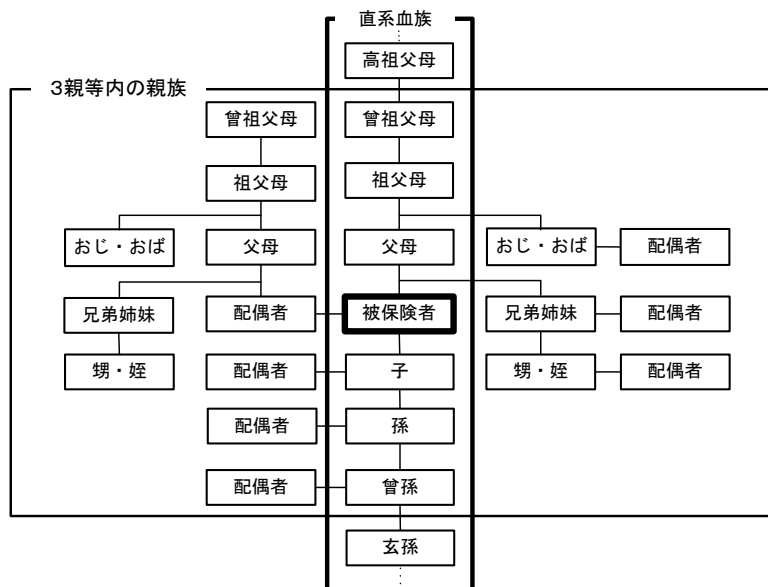 直系血族
高祖父母
3親等内の親族
曾祖父母 曾祖父母
祖父母 祖父母
おじ・おば 父母 父母 おじ・おば 配偶者
兄弟姉妹 配偶者 被保険者 兄弟姉妹 配偶者
甥・姪 配偶者 子 甥・姪 配偶者
配偶者 孫
配偶者 曾孫
玄孫